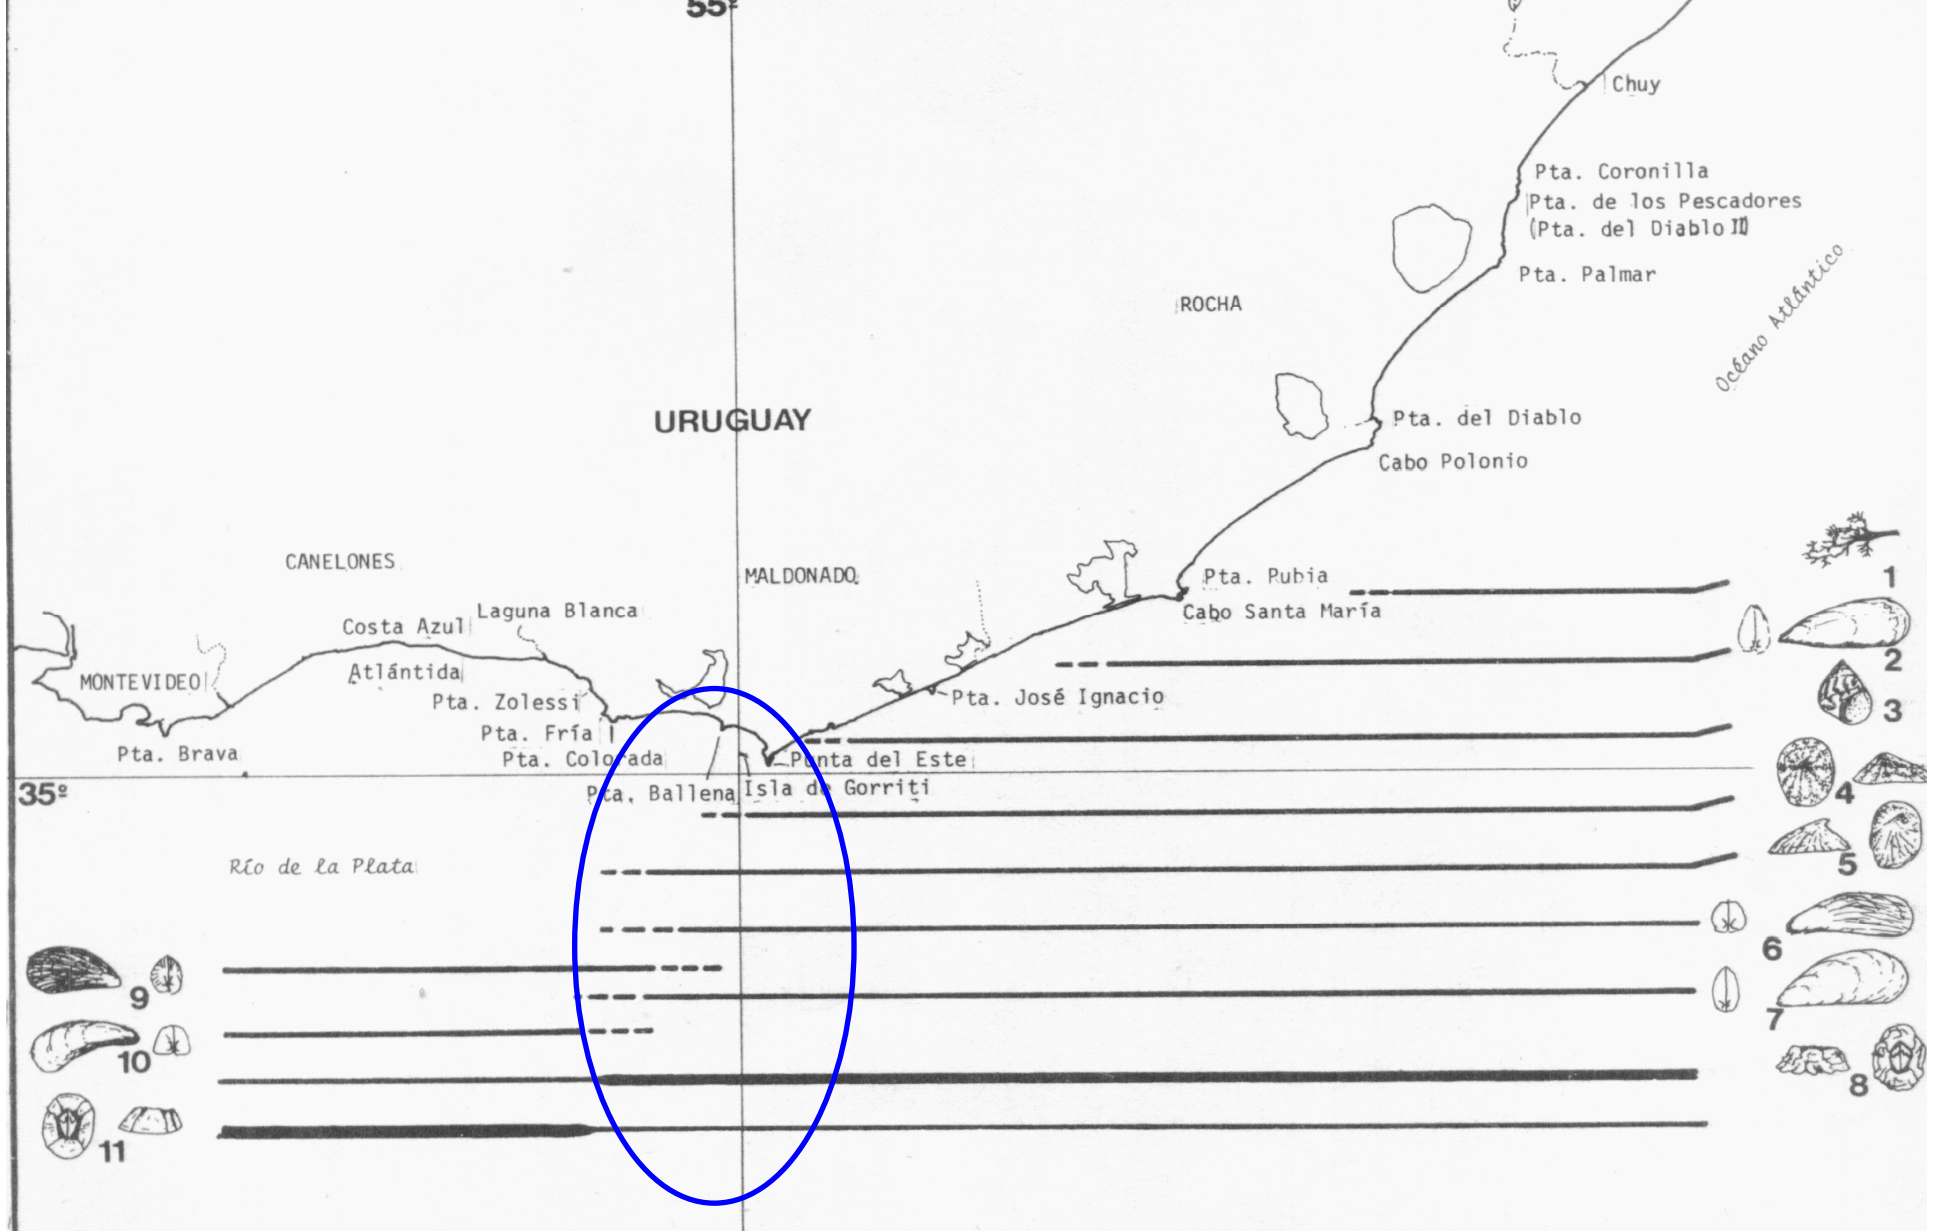 55º
Chuy
Pta. Coronilla
Pta. de los Pescadores
(Pta. del Diablo II)
Pta. Palmar
Océano Atlántico
ROCHA
URUGUAY
Pta. del Diablo
Cabo Polonio
CANELONES
MALDONADO
Pta. Rubia
Cabo Santa María
Laguna Blanca
Costa Azul
MONTEVIDEO
Atlántida
Pta. Zolessi
Pta. José Ignacio
Pta. Fría
Pta. Brava
Pta. Colorada
Punta del Este
35º
Pta. Ballena
Isla de Gorriti
Río de la Plata
1
2
3
4
5
6
7
8
9
10
11